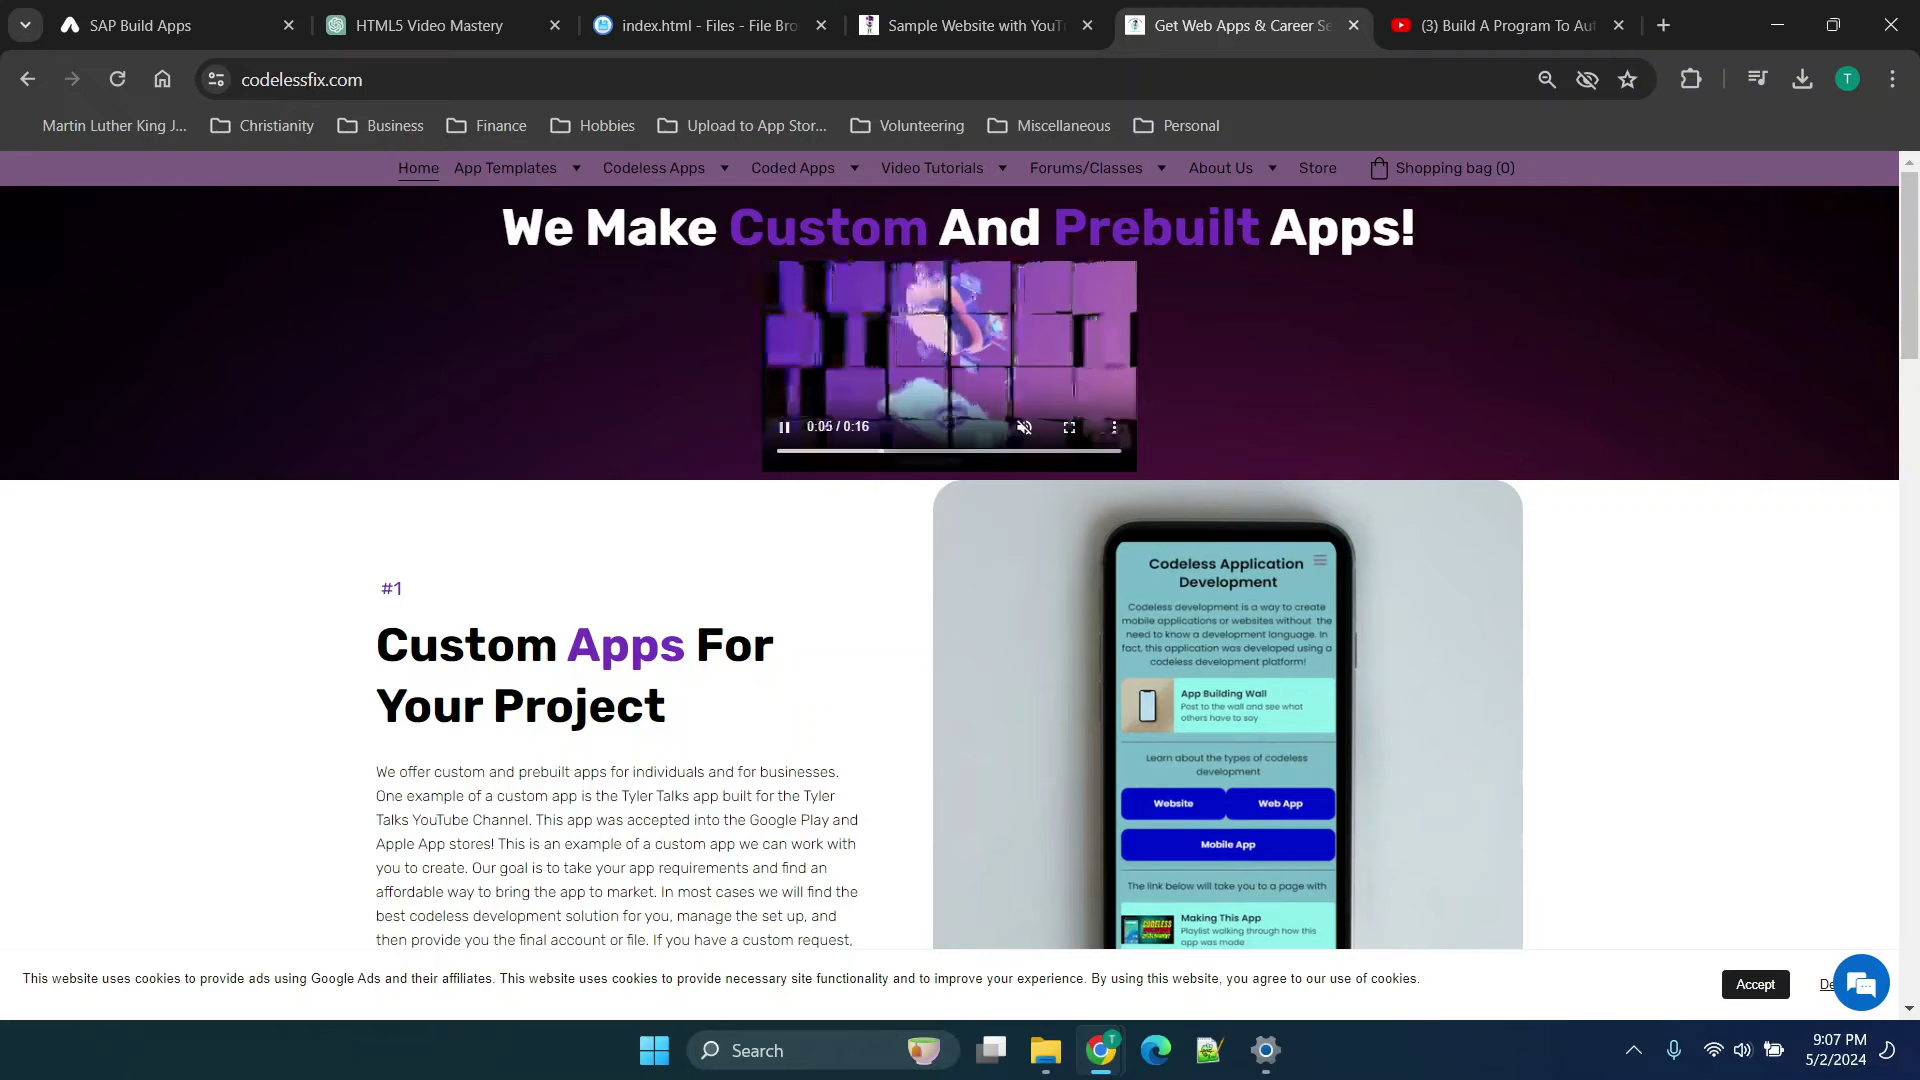 SAP Build Apps
HTML5 Video Mastery
index.html - Files - File Bro
Sample Website with YouT
Get Web Apps & Career Se
(3) Build A Program To Aut
codelessfix.com
T
Martin Luther King J...
Christianity
Business
Finance
Hobbies
Upload to App Stor...
Volunteering
Miscellaneous
Personal
Home
App Templates
Codeless Apps
Coded Apps
Video Tutorials
Forums/Classes
About Us
Store
Shopping bag (0)
We Make Custom And Prebuilt Apps!
0:05 / 0:16
#1
Custom Apps For
Your Project
We offer custom and prebuilt apps for individuals and for businesses.
One example of a custom app is the Tyler Talks app built for the Tyler
Talks YouTube Channel. This app was accepted into the Google Play and
Apple App stores! This is an example of a custom app we can work with
you to create. Our goal is to take your app requirements and find an
affordable way to bring the app to market. In most cases we will find the
best codeless development solution for you, manage the set up, and
then provide you the final account or file. If you have a custom request,
Codeless Application
Development
Codeless development is a way to create
mobile applications or websites without the
need to know a development language. In
fact, this application was developed using a
codeless development platform!
App Building Wall
Post to the wall and see what
others have to say
Learn about the types of codeless
development
Website
Web App
Mobile App
The link below will take you to a page with
CODELESS
Making This App
Playlist walking through how this
app was made
This website uses cookies to provide ads using Google Ads and their affiliates. This website uses cookies to provide necessary site functionality and to improve your experience. By using this website, you agree to our use of cookies.
Accept
De
Search
T
9:07 PM
5/2/2024